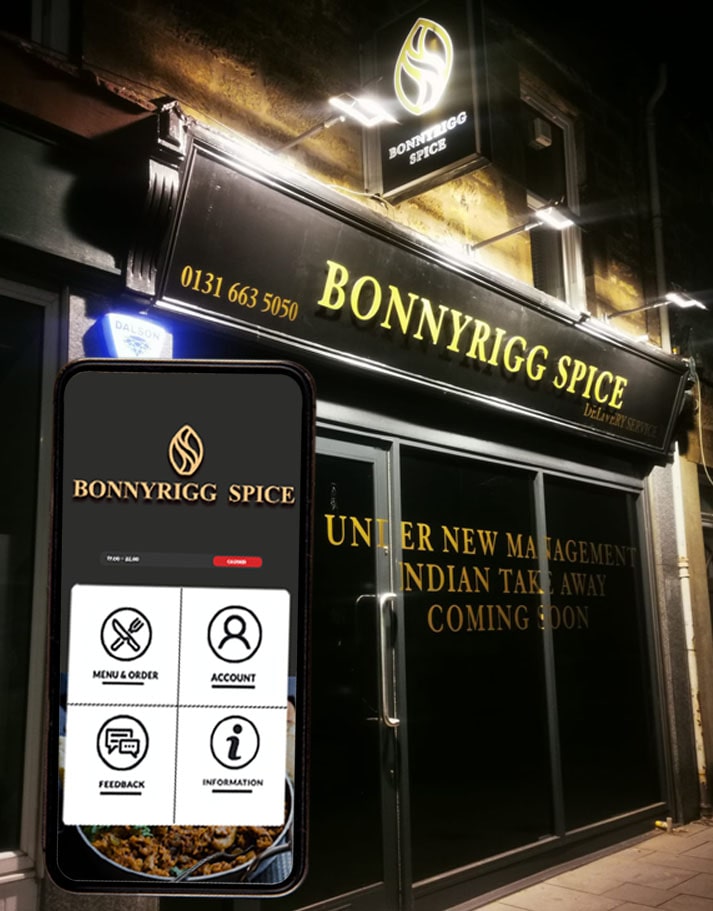 BONNYRIGG
SPICE
0131 663 5050
BONNYRIGG SPICE
DELIVERY SERVICE
DALSON
UNDER NEW MANAGEMENT
INDIAN TAKE AWAY
COMING SOON
BONNYRIGG SPICE
CLOSED
MENU & ORDER
ACCOUNT
FEEDBACK
INFORMATION